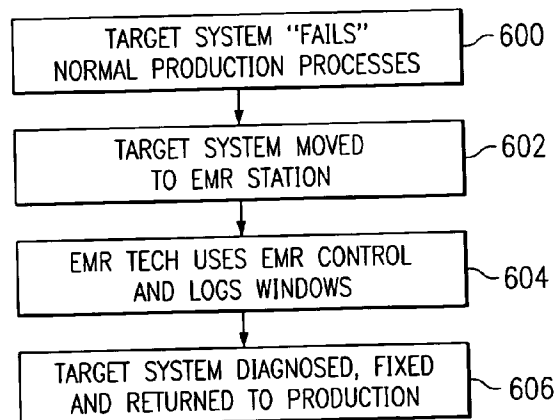 TARGET SYSTEM "FAILS"
NORMAL PRODUCTION PROCESSES
600
TARGET SYSTEM MOVED
TO EMR STATION
602
EMR TECH USES EMR CONTROL
AND LOGS WINDOWS
604
TARGET SYSTEM DIAGNOSED, FIXED
AND RETURNED TO PRODUCTION
606